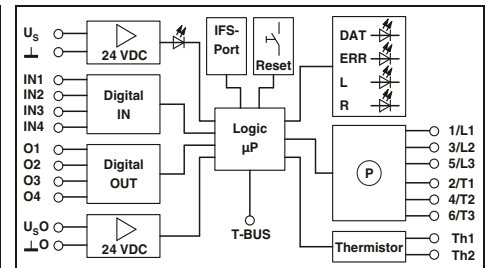 US
⊥
24 VDC
IFS-
Port
Reset
DAT
ERR
L
R
IN1
IN2
IN3
IN4
Digital
IN
Logic
µP
O1
O2
O3
O4
Digital
OUT
P
1/L1
3/L2
5/L3
2/T1
4/T2
6/T3
USO
⊥O
24 VDC
T-BUS
Thermistor
Th1
Th2